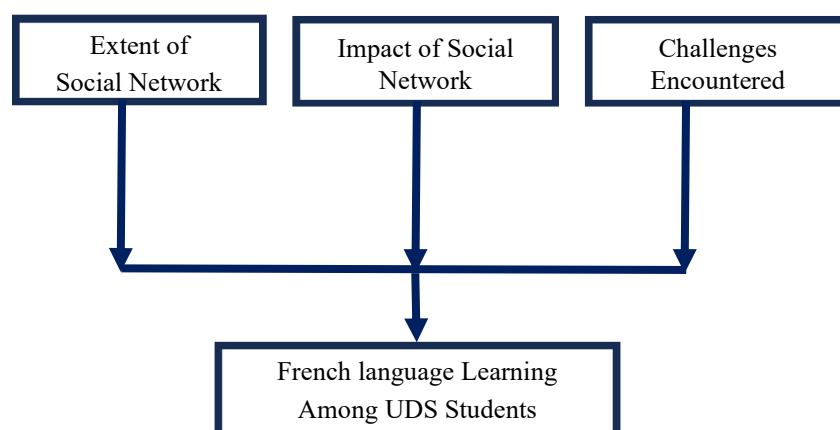 Extent of
Social Network
Impact of Social
Network
Challenges
Encountered
French language Learning
Among UDS Students